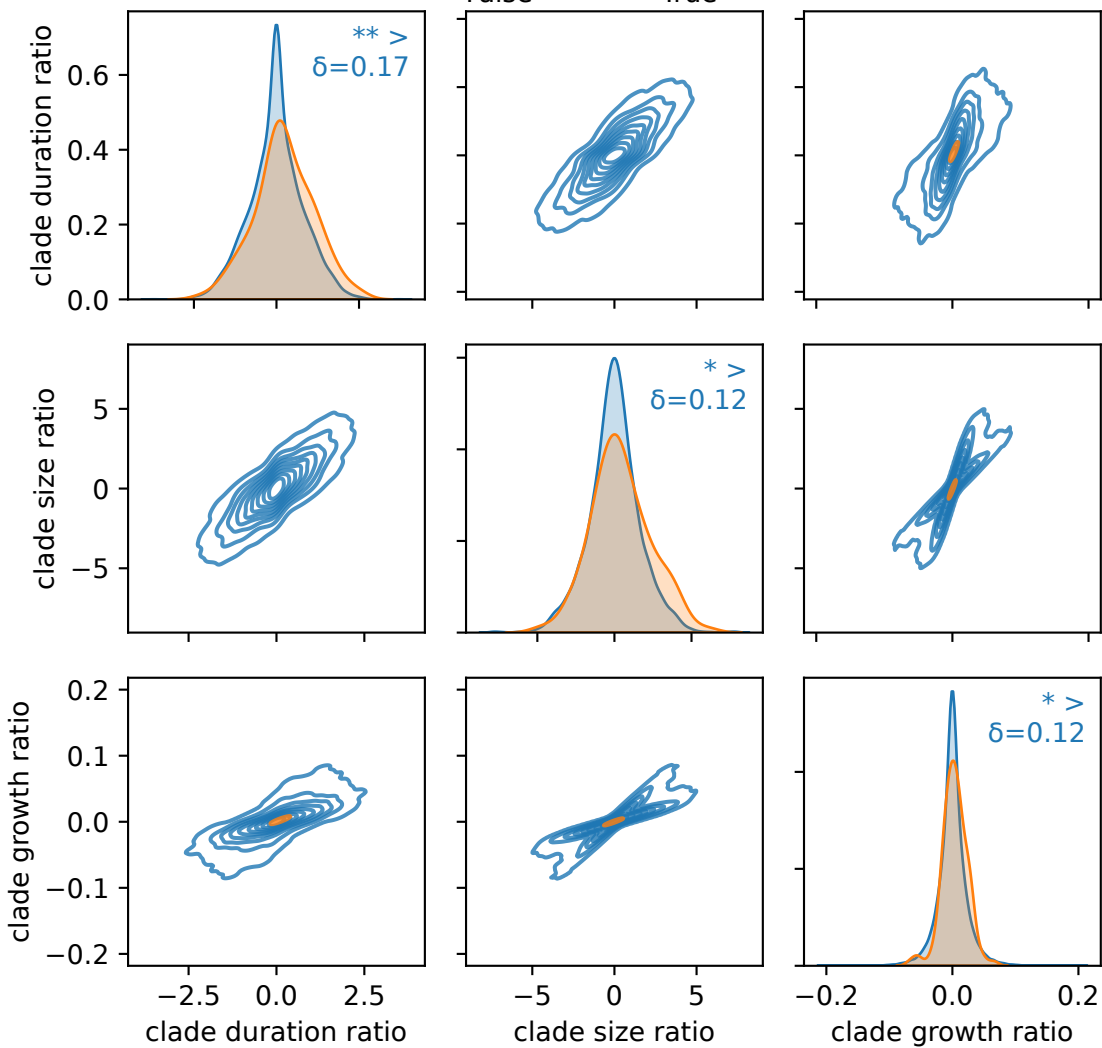 True
clade duration ratio
0.6
0.4
0.2
0.0
** >
δ=0.17
clade size ratio
5
0
−5
* >
δ=0.12
clade growth ratio
0.2
0.1
0.0
−0.1
−0.2
* >
δ=0.12
−2.5 0.0 2.5
−5 0 5
−0.2 0.0 0.2
clade duration ratio
clade size ratio
clade growth ratio